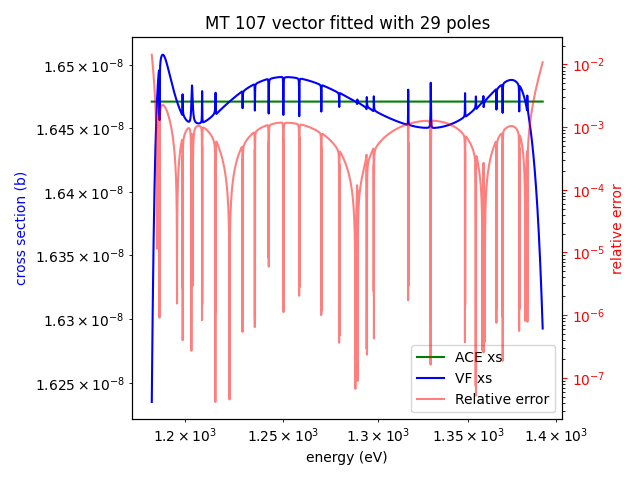 MT 107 vector fitted with 29 poles
1.65 × 10⁻⁸
1.645 × 10⁻⁸
1.64 × 10⁻⁸
1.635 × 10⁻⁸
1.63 × 10⁻⁸
1.625 × 10⁻⁸
cross section (b)
10⁻²
10⁻³
10⁻⁴
10⁻⁵
10⁻⁶
10⁻⁷
relative error
ACE xs
VF xs
Relative error
1.2 × 10³ 1.25 × 10³ 1.3 × 10³ 1.35 × 10³ 1.4 × 10³
energy (eV)